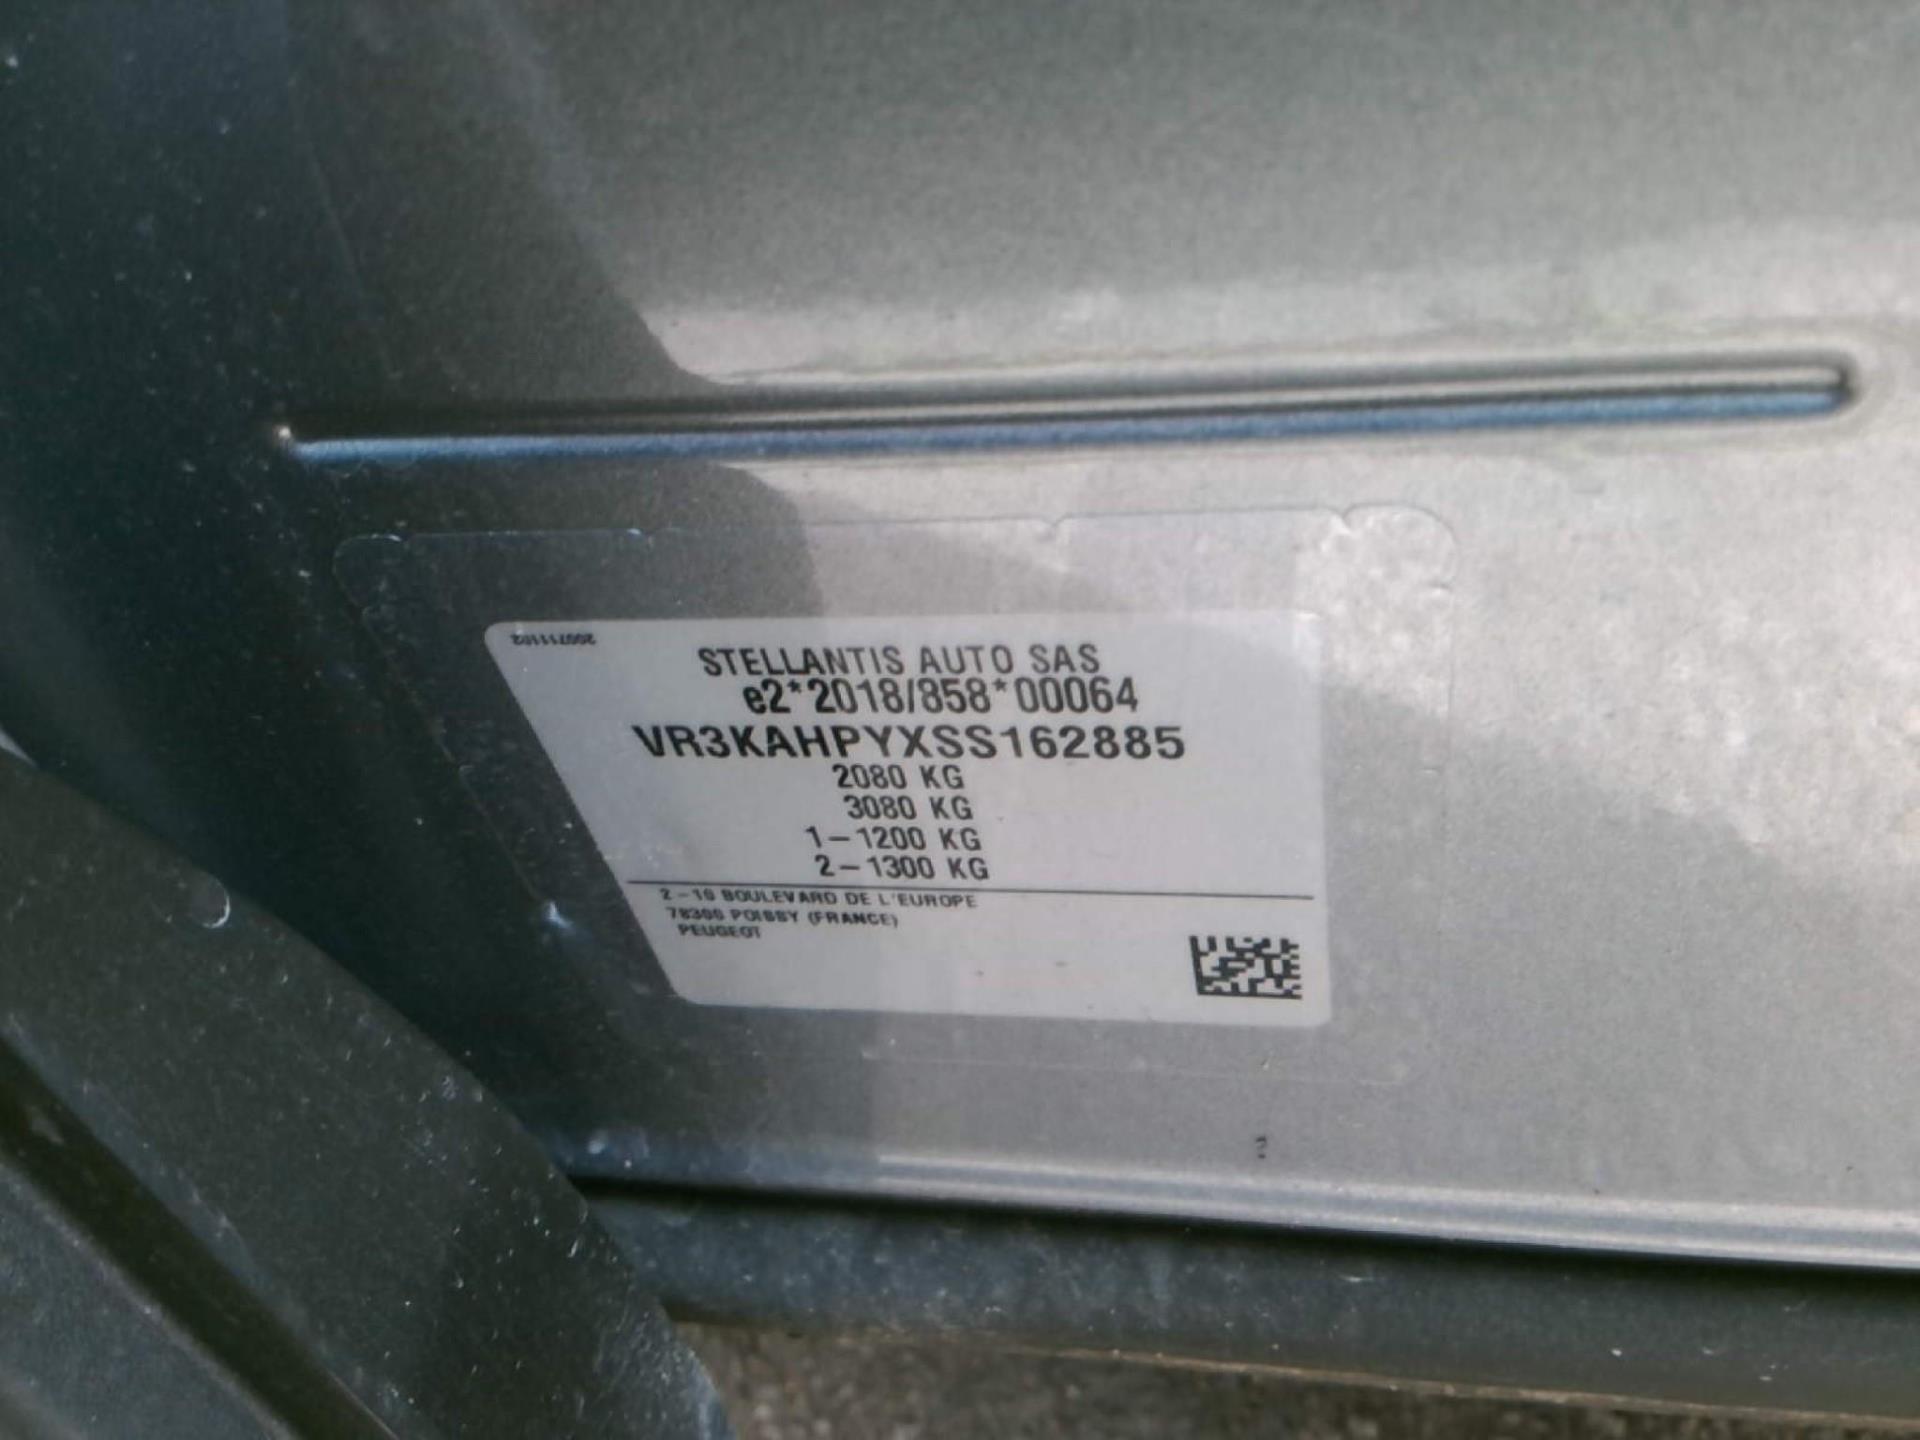 200711102
STELLANTIS AUTO SAS
e2*2018/858*00064
VR3KAHPYXSS162885
2080 KG
3080 KG
1-1200 KG
2-1300 KG
2-10 BOULEVARD DE L'EUROPE
78300 POISSY (FRANCE)
PEUGEOT